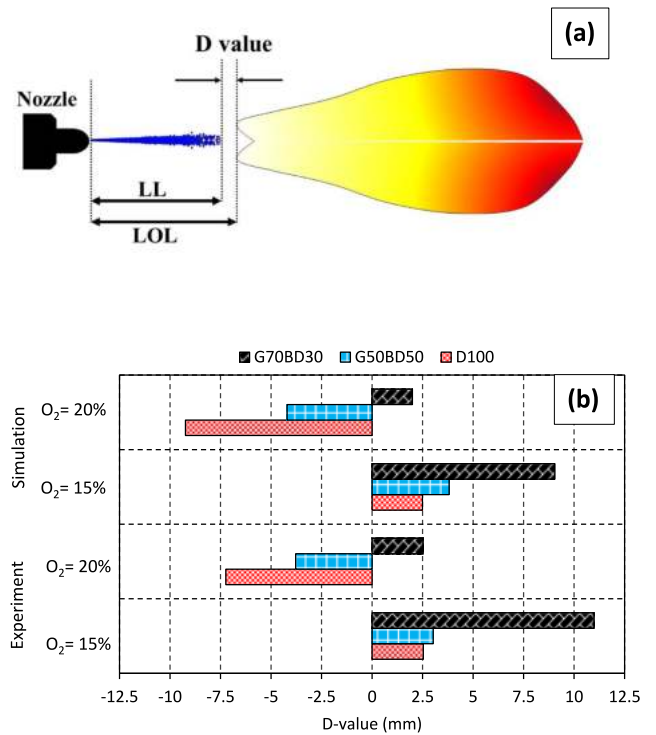 (a)
D value
Nozzle
LL
LOL
G70BD30 G50BD50 D100
(b)
Simulation
O₂= 20%
O₂= 15%
Experiment
O₂= 20%
O₂= 15%
-12.5 -10 -7.5 -5 -2.5 0 2.5 5 7.5 10 12.5
D-value (mm)